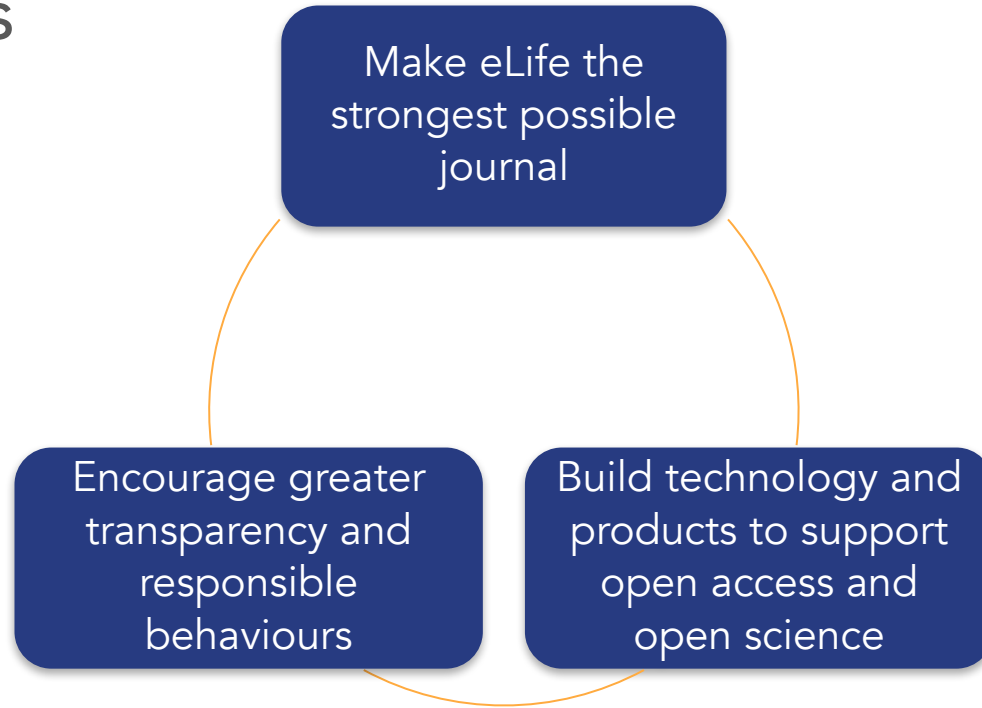 Make eLife the
strongest possible
journal
Encourage greater
transparency and
responsible
behaviours
Build technology and
products to support
open access and
open science